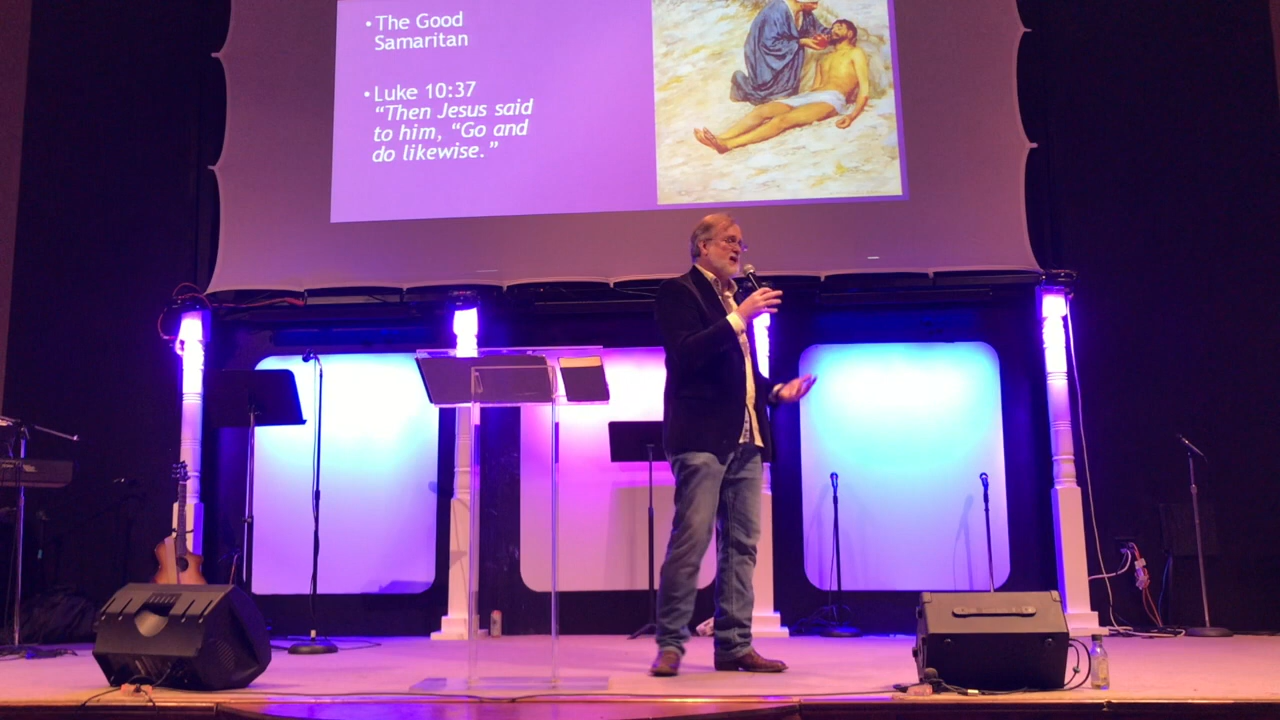 • The Good
Samaritan
• Luke 10:37
“Then Jesus said
to him, “Go and
do likewise.”